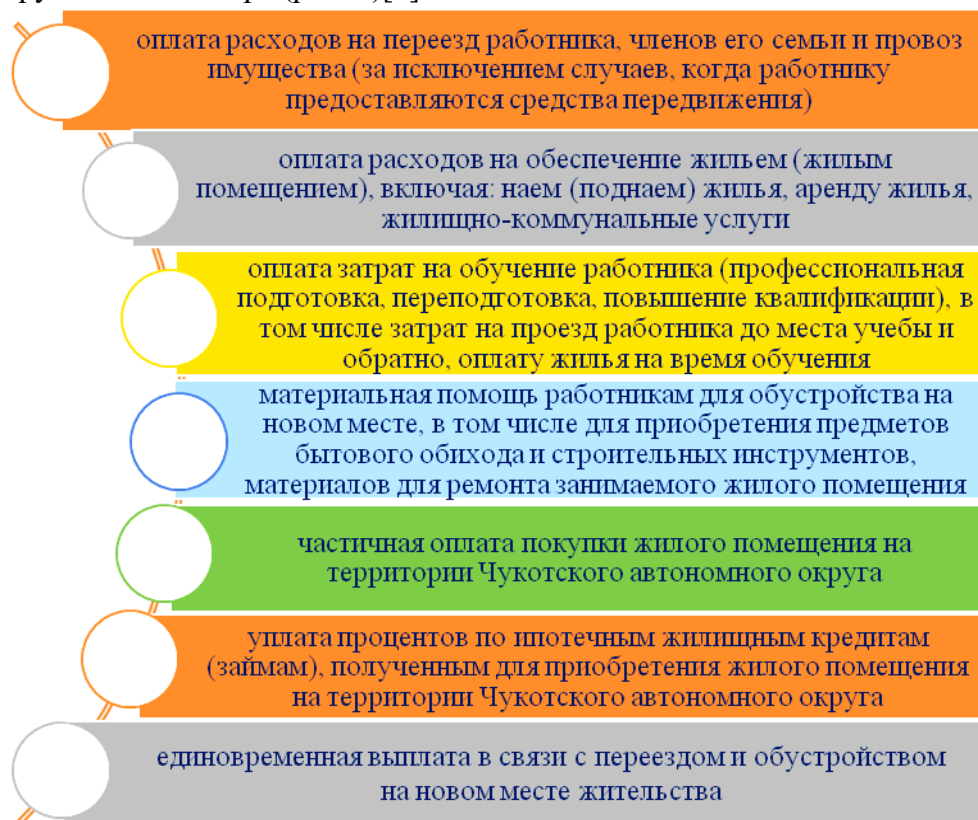 оплата расходов на переезд работника, членов его семьи и провоз
имущества (за исключением случаев, когда работнику
предоставляются средства передвижения)
оплата расходов на обеспечение жильем (жилым
помещением), включая: наем (поднаем) жилья, аренду жилья,
жилищно-коммунальные услуги
оплата затрат на обучение работника (профессиональная
подготовка, переподготовка, повышение квалификации), в
том числе затрат на проезд работника до места учебы и
обратно, оплату жилья на время обучения
материальная помощь работникам для обустройства на
новом месте, в том числе для приобретения предметов
бытового обихода и строительных инструментов,
материалов для ремонта занимаемого жилого помещения
частичная оплата покупки жилого помещения на
территории Чукотского автономного округа
уплата процентов по ипотечным жилищным кредитам
(займам), полученным для приобретения жилого помещения
на территории Чукотского автономного округа
единовременная выплата в связи с переездом и обустройством
на новом месте жительства